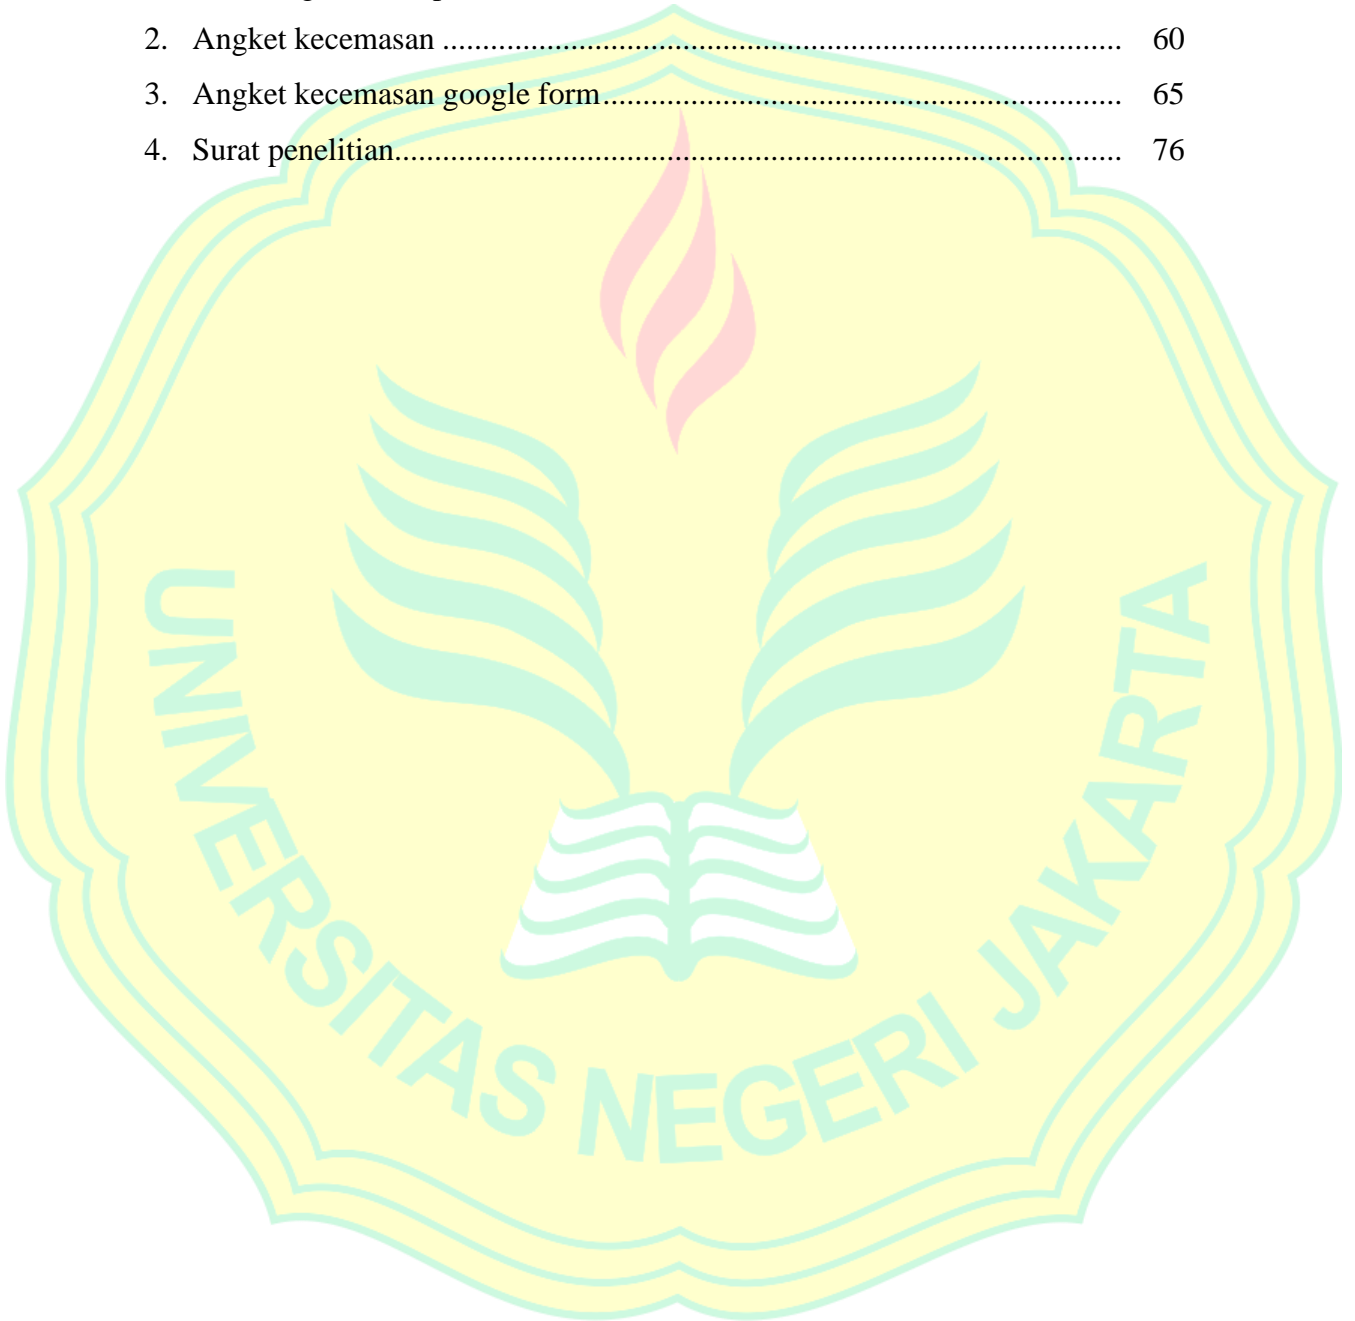 2. Angket kecemasan ........................................................................................ 60
3. Angket kecemasan google form................................................................... 65
4. Surat penelitian.............................................................................................. 76
UNIVERSITAS NEGERI JAKARTA